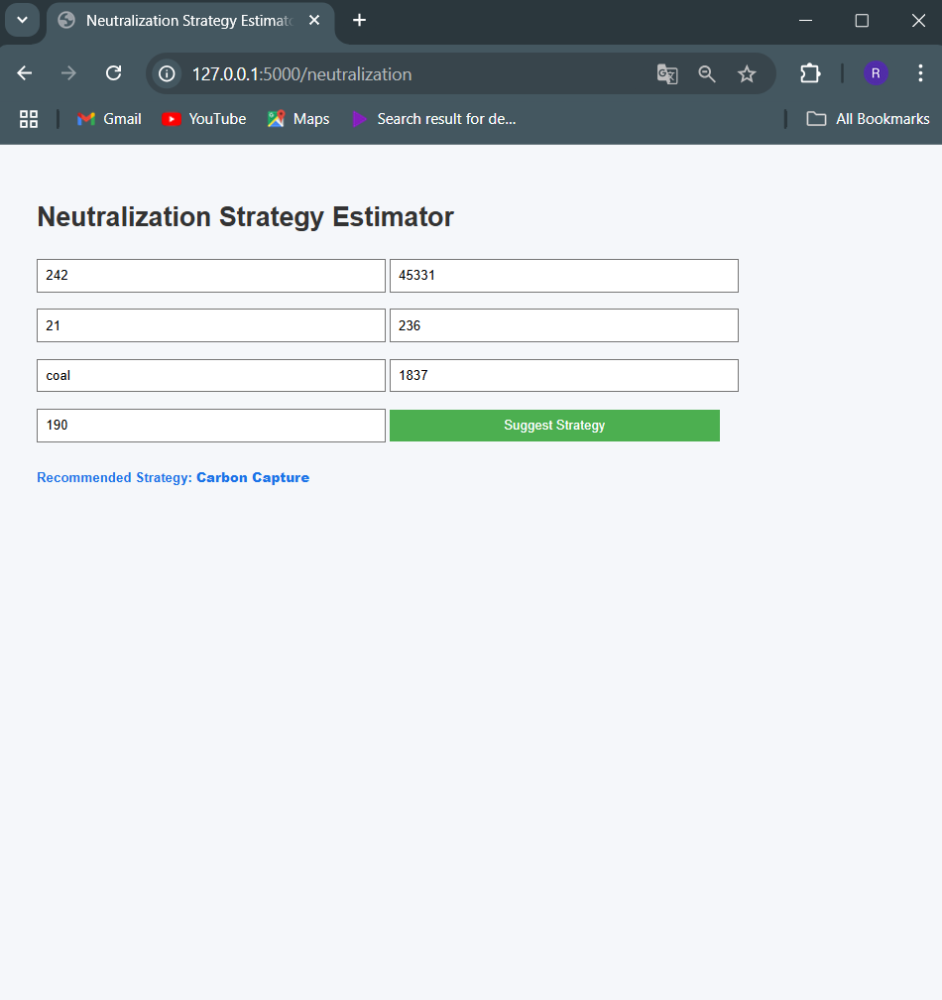 Neutralization Strategy Estimato
127.0.0.1:5000/neutralization
R
Gmail YouTube Maps Search result for de... All Bookmarks
Neutralization Strategy Estimator
242 45331
21 236
coal 1837
190 Suggest Strategy
Recommended Strategy: Carbon Capture